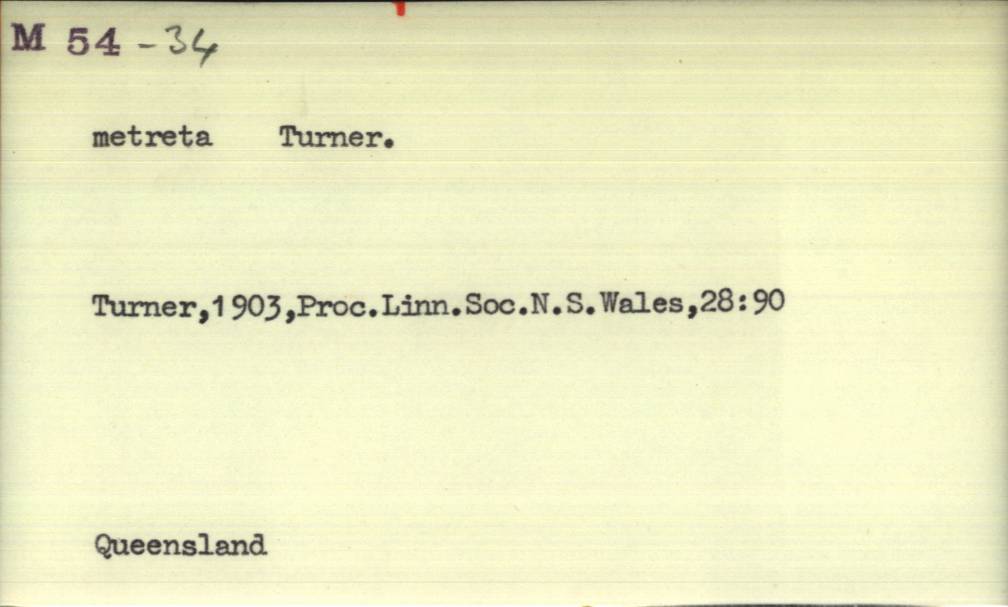 M 54 - 34
metreta Turner.
Turner,1903,Proc.Linn.Soc.N.S.Wales,28:90
Queensland